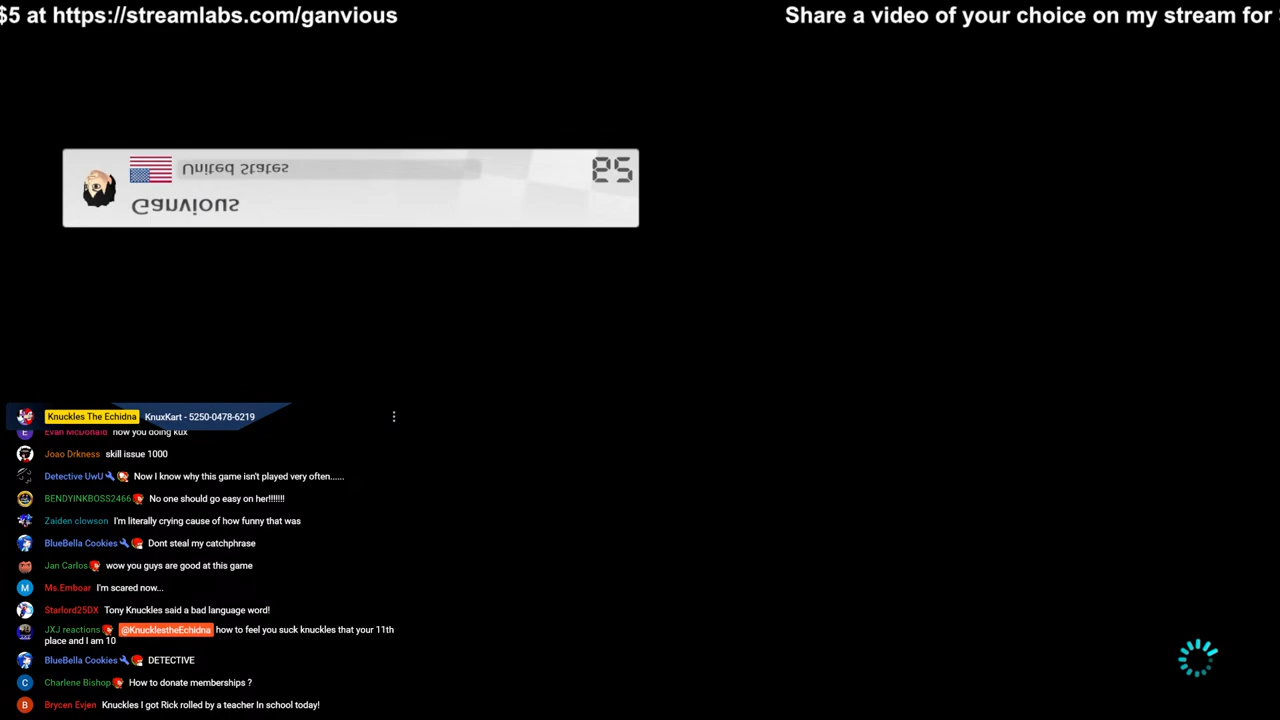 $5 at https://streamlabs.com/ganvious
Share a video of your choice on my stream for
United States
Ganvious
Knuckles The Echidna KnuxKart - 5250-0478-6219
Evan McDonald how you doing kux
Joao Drkness skill issue 1000
Detective UwU Now I know why this game isn't played very often......
BENDYINKBOSS2466 No one should go easy on her!!!!!!!
Zaiden clowson I'm literally crying cause of how funny that was
BlueBella Cookies Dont steal my catchphrase
Jan Carlos wow you guys are good at this game
Ms.Emboar I'm scared now...
Starlord25DX Tony Knuckles said a bad language word!
JXJ reactions @KnucklestheEchidna how to feel you suck knuckles that your 11th
place and I am 10
BlueBella Cookies DETECTIVE
Charlene Bishop How to donate memberships ?
Brycen Evjen Knuckles I got Rick rolled by a teacher In school today!